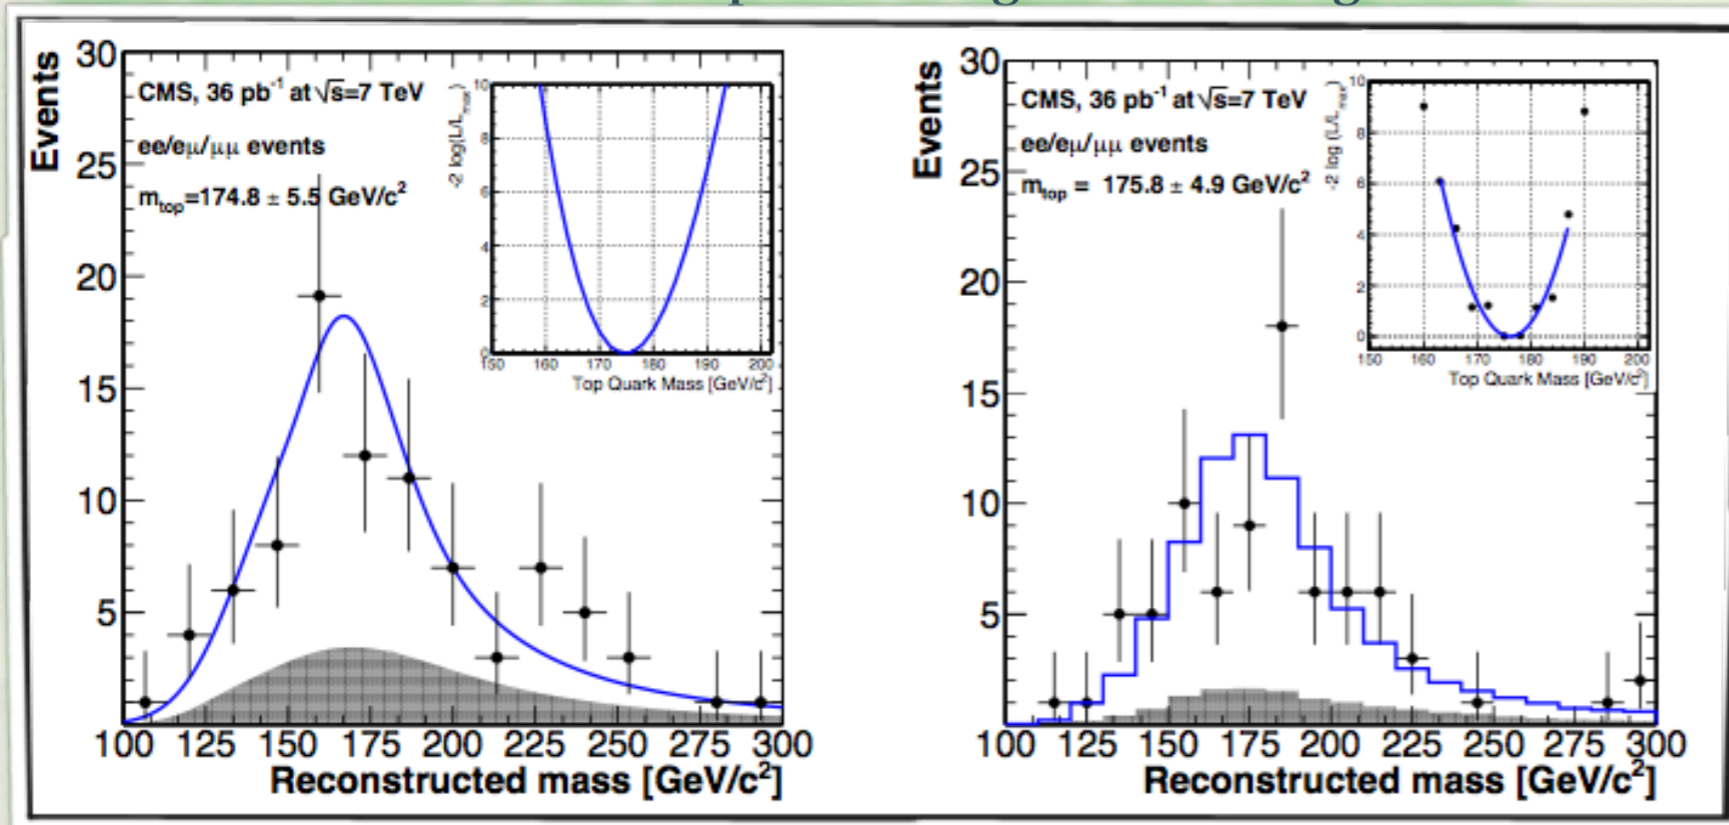 Events
30
25
20
15
10
5
CMS, 36 pb⁻¹ at √s=7 TeV
ee/eμ/μμ events
m_top=174.8 ± 5.5 GeV/c²
-2 log(L/L_max)
10
8
6
4
2
0
150 160 170 180 190 200
Top Quark Mass [GeV/c²]
100 125 150 175 200 225 250 275 300
Reconstructed mass [GeV/c²]
Events
30
25
20
15
10
5
CMS, 36 pb⁻¹ at √s=7 TeV
ee/eμ/μμ events
m_top = 175.8 ± 4.9 GeV/c²
-2 log (L/L_max)
10
8
6
4
2
0
150 160 170 180 190 200
Top Quark Mass [GeV/c²]
100 125 150 175 200 225 250 275 300
Reconstructed mass [GeV/c²]